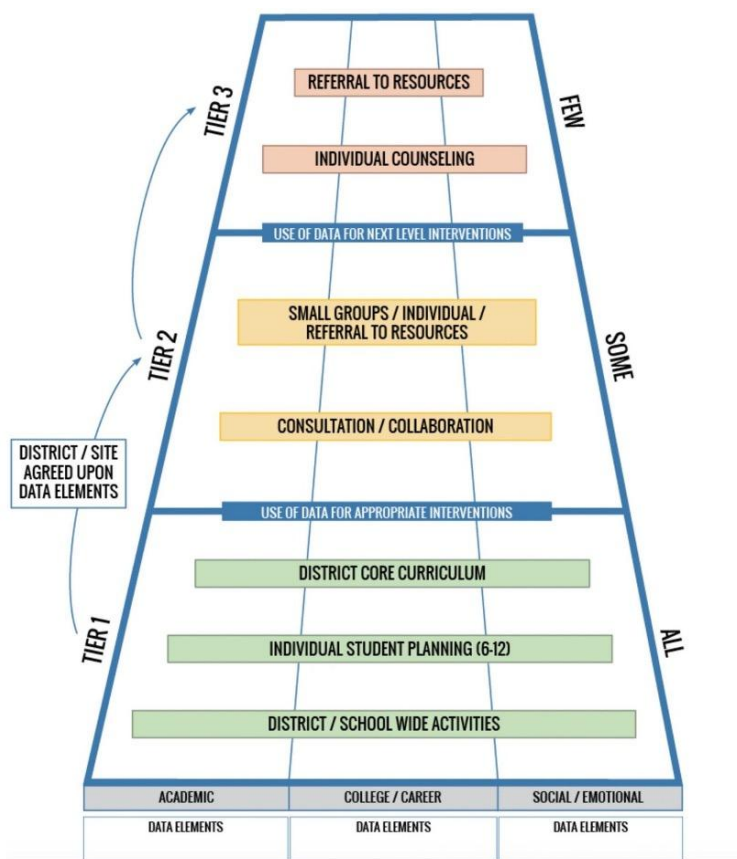 TIER 3
REFERRAL TO RESOURCES
FEW
INDIVIDUAL COUNSELING
USE OF DATA FOR NEXT LEVEL INTERVENTIONS
TIER 2
SMALL GROUPS / INDIVIDUAL /
REFERRAL TO RESOURCES
SOME
CONSULTATION / COLLABORATION
DISTRICT / SITE
AGREED UPON
DATA ELEMENTS
USE OF DATA FOR APPROPRIATE INTERVENTIONS
TIER 1
DISTRICT CORE CURRICULUM
ALL
INDIVIDUAL STUDENT PLANNING (6-12)
DISTRICT / SCHOOL WIDE ACTIVITIES
ACADEMIC
COLLEGE / CAREER
SOCIAL / EMOTIONAL
DATA ELEMENTS
DATA ELEMENTS
DATA ELEMENTS